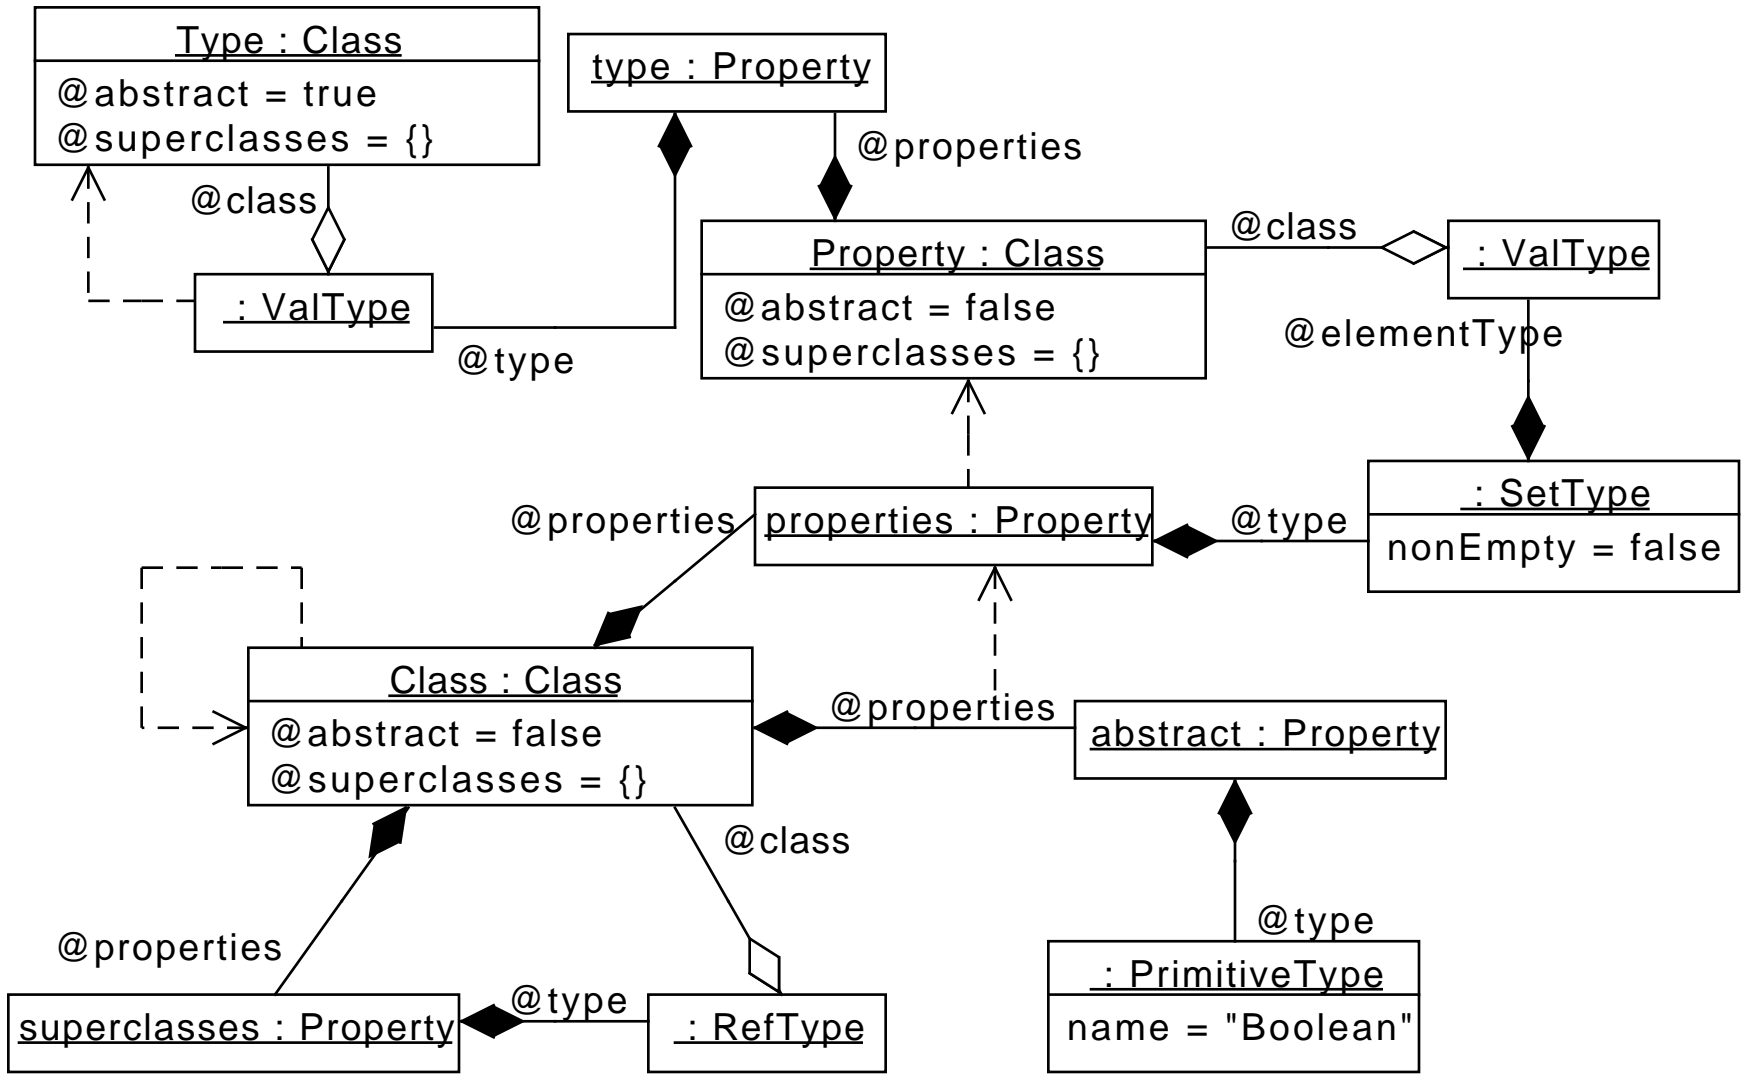 Type : Class
@abstract = true
@superclasses = {}
type : Property
@properties
@class
: ValType
@type
Property : Class
@abstract = false
@superclasses = {}
@class
: ValType
@elementType
: SetType
nonEmpty = false
@properties
properties : Property
@type
Class : Class
@abstract = false
@superclasses = {}
@properties
abstract : Property
@class
@type
: PrimitiveType
name = "Boolean"
@properties
superclasses : Property
@type
: RefType